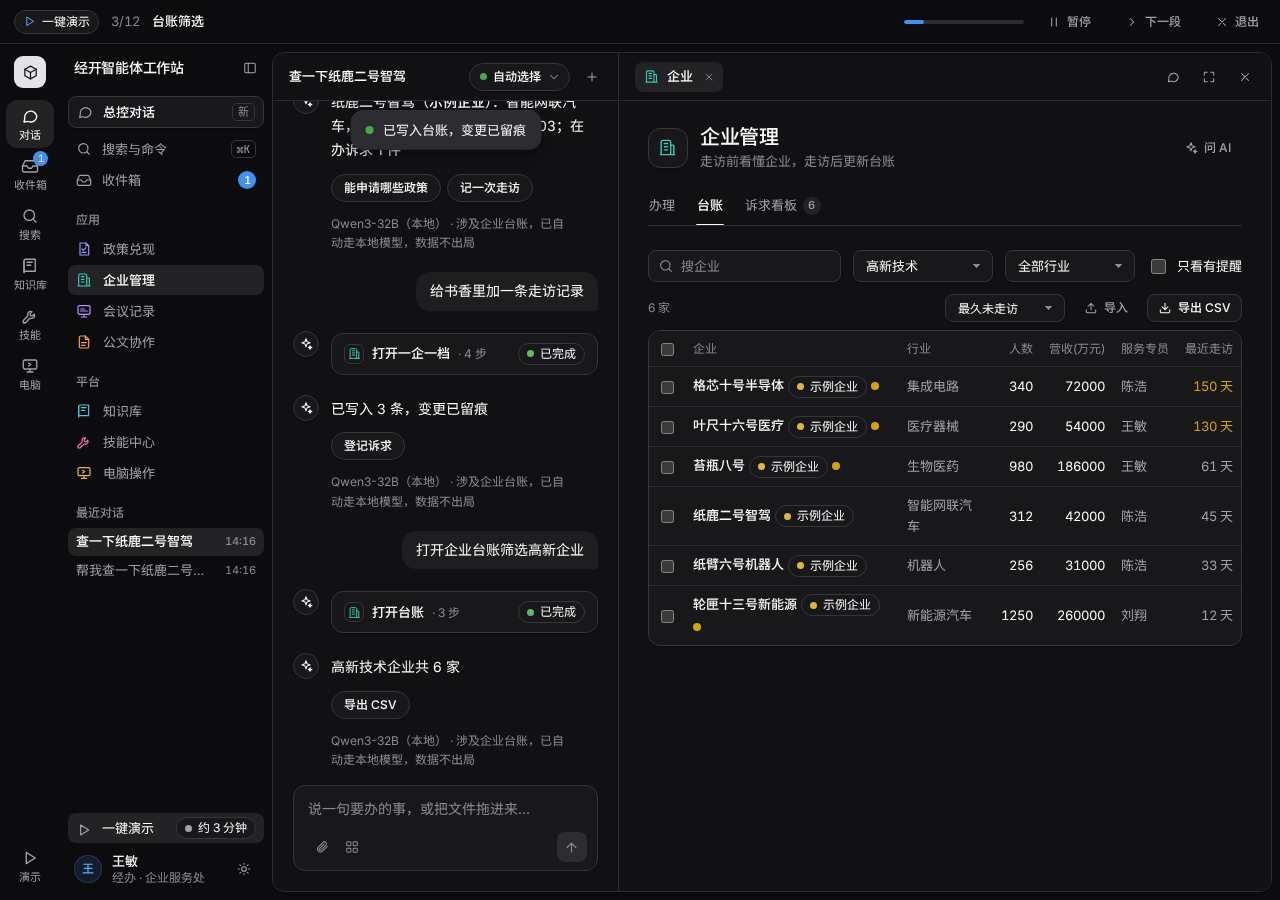 一键演示
3/12
台账筛选
暂停
下一段
退出
对话
1
收件箱
搜索
知识库
技能
电脑
演示
经开智能体工作站
总控对话
新
搜索与命令
⌘K
收件箱
1
应用
政策兑现
企业管理
会议记录
公文协作
平台
知识库
技能中心
电脑操作
最近对话
查一下纸鹿二号智驾
14:16
帮我查一下纸鹿二号...
14:16
一键演示
约 3 分钟
王
王敏
经办 · 企业服务处
查一下纸鹿二号智驾
自动选择
纸鹿二号智驾（示例企业）：智能网联汽
车，
03；在
已写入台账，变更已留痕
办诉求 1 件
能申请哪些政策
记一次走访
Qwen3-32B（本地） · 涉及企业台账，已自
动走本地模型，数据不出局
给书香里加一条走访记录
打开一企一档
· 4 步
已完成
已写入 3 条，变更已留痕
登记诉求
Qwen3-32B（本地） · 涉及企业台账，已自
动走本地模型，数据不出局
打开企业台账筛选高新企业
打开台账
· 3 步
已完成
高新技术企业共 6 家
导出 CSV
Qwen3-32B（本地） · 涉及企业台账，已自
动走本地模型，数据不出局
说一句要办的事，或把文件拖进来...
企业
企业管理
走访前看懂企业，走访后更新台账
问 AI
办理
台账
诉求看板
6
搜企业
高新技术
全部行业
只看有提醒
6 家
最久未走访
导入
导出 CSV
企业 行业 人数 营收(万元) 服务专员 最近走访
格芯十号半导体 示例企业 集成电路 340 72000 陈浩 150 天
叶尺十六号医疗 示例企业 医疗器械 290 54000 王敏 130 天
苔瓶八号 示例企业 生物医药 980 186000 王敏 61 天
纸鹿二号智驾 示例企业 智能网联汽车 312 42000 陈浩 45 天
纸臂六号机器人 示例企业 机器人 256 31000 陈浩 33 天
轮匣十三号新能源 示例企业 新能源汽车 1250 260000 刘翔 12 天